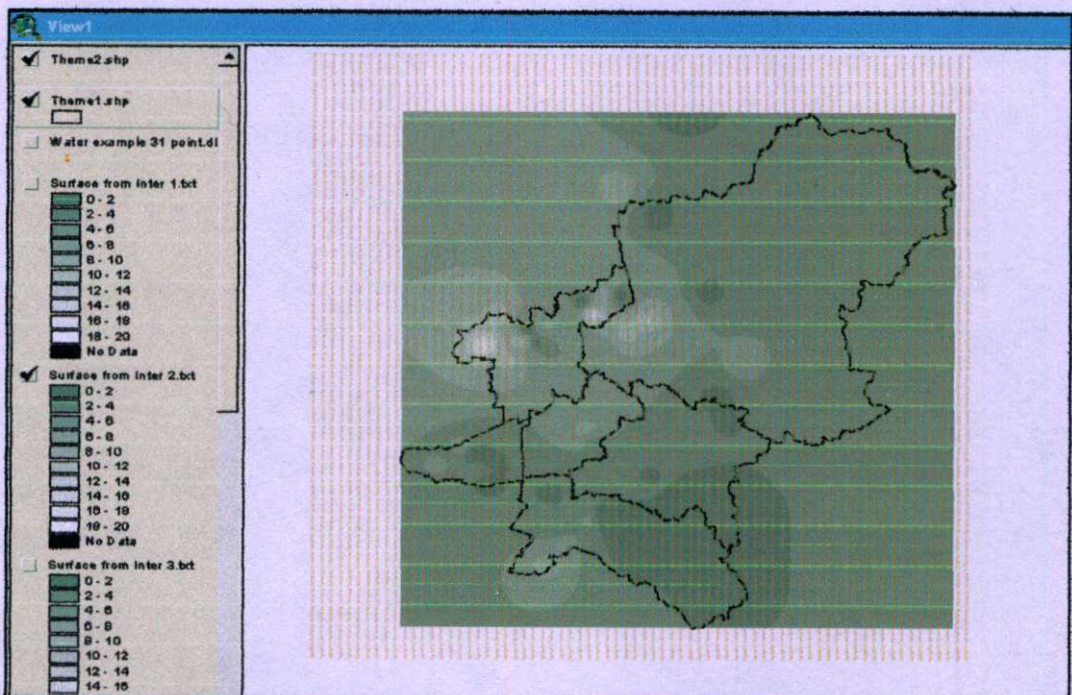 View1
Theme2.shp
Theme1.shp
Water example 31 point.di
Surface from inter 1.txt
0 - 2
2 - 4
4 - 6
6 - 8
8 - 10
10 - 12
12 - 14
14 - 16
16 - 18
18 - 20
No Data
Surface from inter 2.txt
0 - 2
2 - 4
4 - 6
6 - 8
8 - 10
10 - 12
12 - 14
14 - 16
16 - 18
18 - 20
No Data
Surface from inter 3.txt
0 - 2
2 - 4
4 - 6
6 - 8
8 - 10
10 - 12
12 - 14
14 - 16